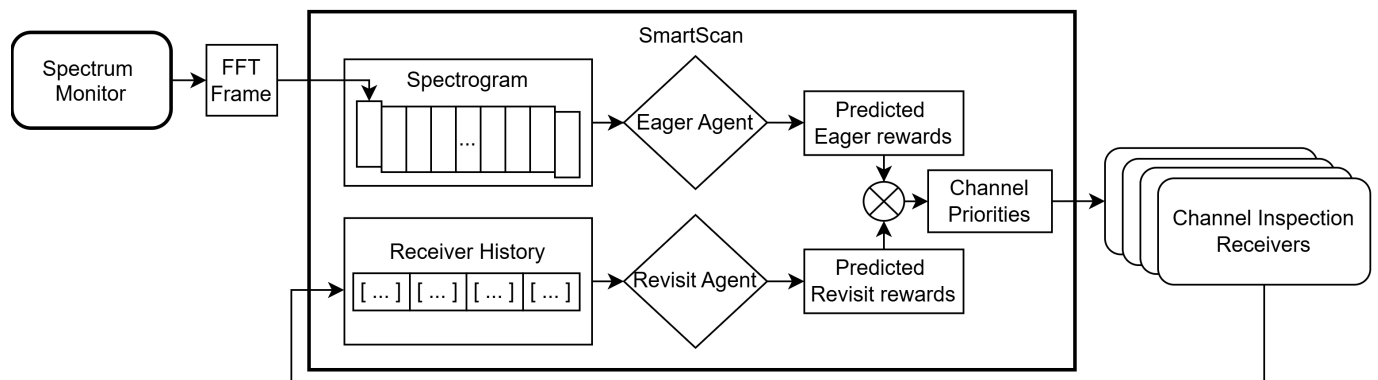 SmartScan
Spectrum
Monitor
FFT
Frame
Spectrogram
...
Eager Agent
Predicted
Eager rewards
Channel
Priorities
Channel Inspection
Receivers
Receiver History
[ ... ] [ ... ] [ ... ] [ ... ]
Revisit Agent
Predicted
Revisit rewards